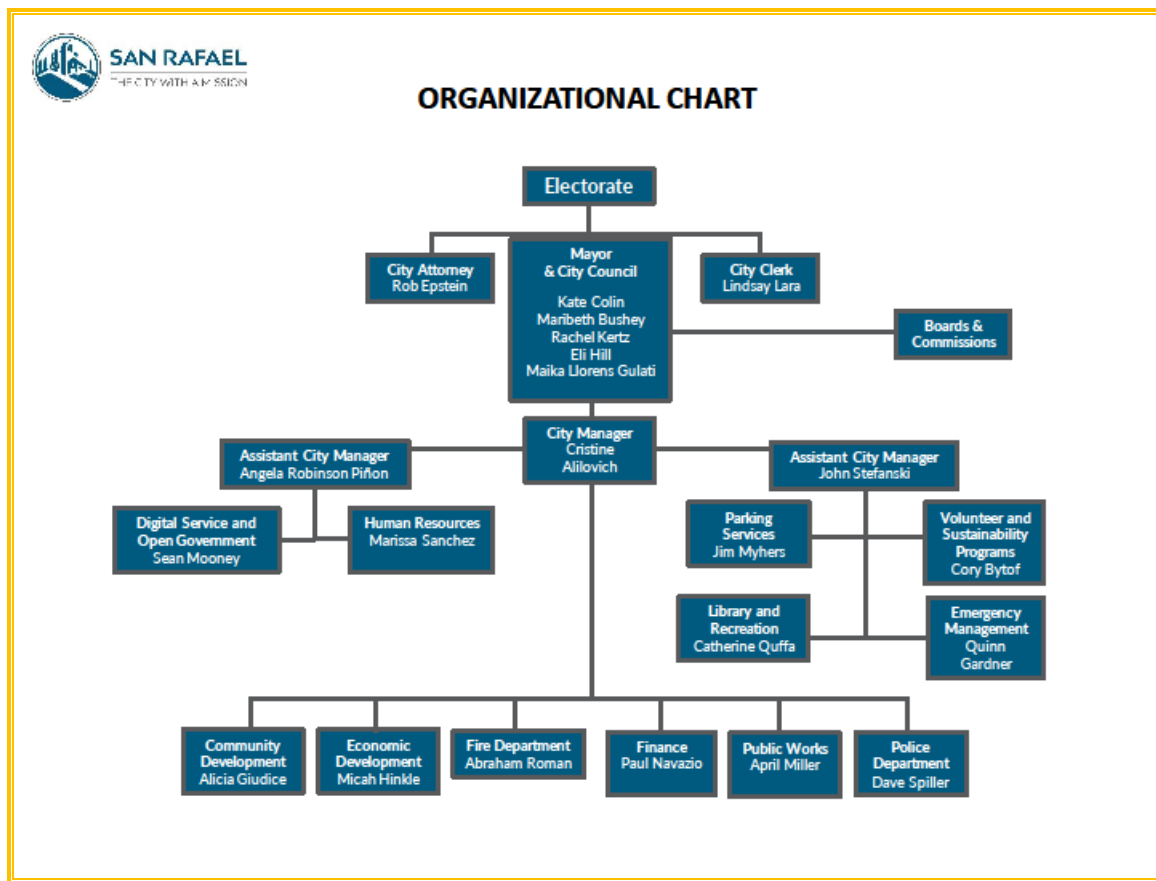 SAN RAFAEL
THE CITY WITH A MISSION
ORGANIZATIONAL CHART
Electorate
City Attorney
Rob Epstein
Mayor
& City Council
Kate Colin
Maribeth Bushey
Rachel Kertz
Eli Hill
Maika Llorens Gulati
City Clerk
Lindsay Lara
Boards &
Commissions
City Manager
Cristine
Alilovich
Assistant City Manager
Angela Robinson Piñon
Assistant City Manager
John Stefanski
Digital Service and
Open Government
Sean Mooney
Human Resources
Marissa Sanchez
Parking
Services
Jim Myhers
Volunteer and
Sustainability
Programs
Cory Bytof
Library and
Recreation
Catherine Quffa
Emergency
Management
Quinn
Gardner
Community
Development
Alicia Giudice
Economic
Development
Micah Hinkle
Fire Department
Abraham Roman
Finance
Paul Navazio
Public Works
April Miller
Police
Department
Dave Spiller